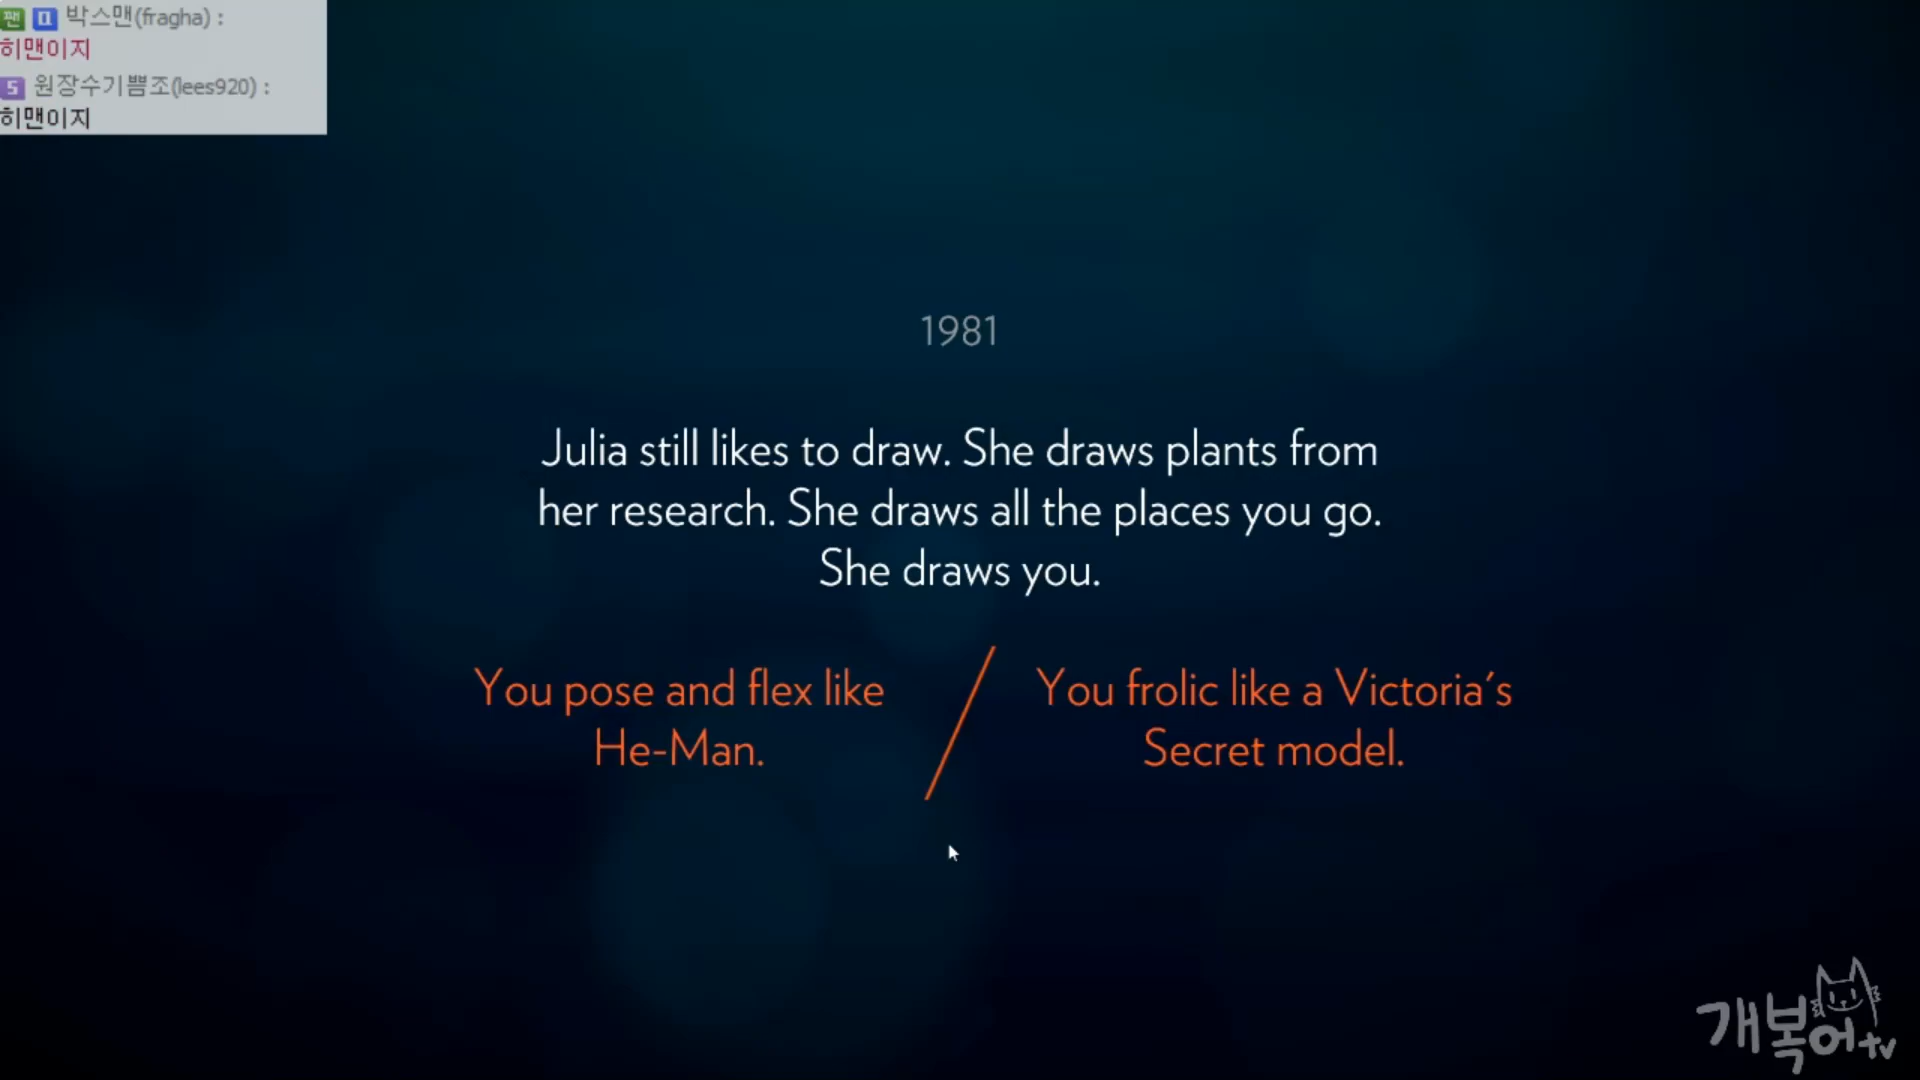 팬 박스맨(fragha) :
히맨이지
S 원장수기쁨조(lees920) :
히맨이지
1981
Julia still likes to draw. She draws plants from
her research. She draws all the places you go.
She draws you.
You pose and flex like
He-Man.
/
You frolic like a Victoria's
Secret model.
개복어tv